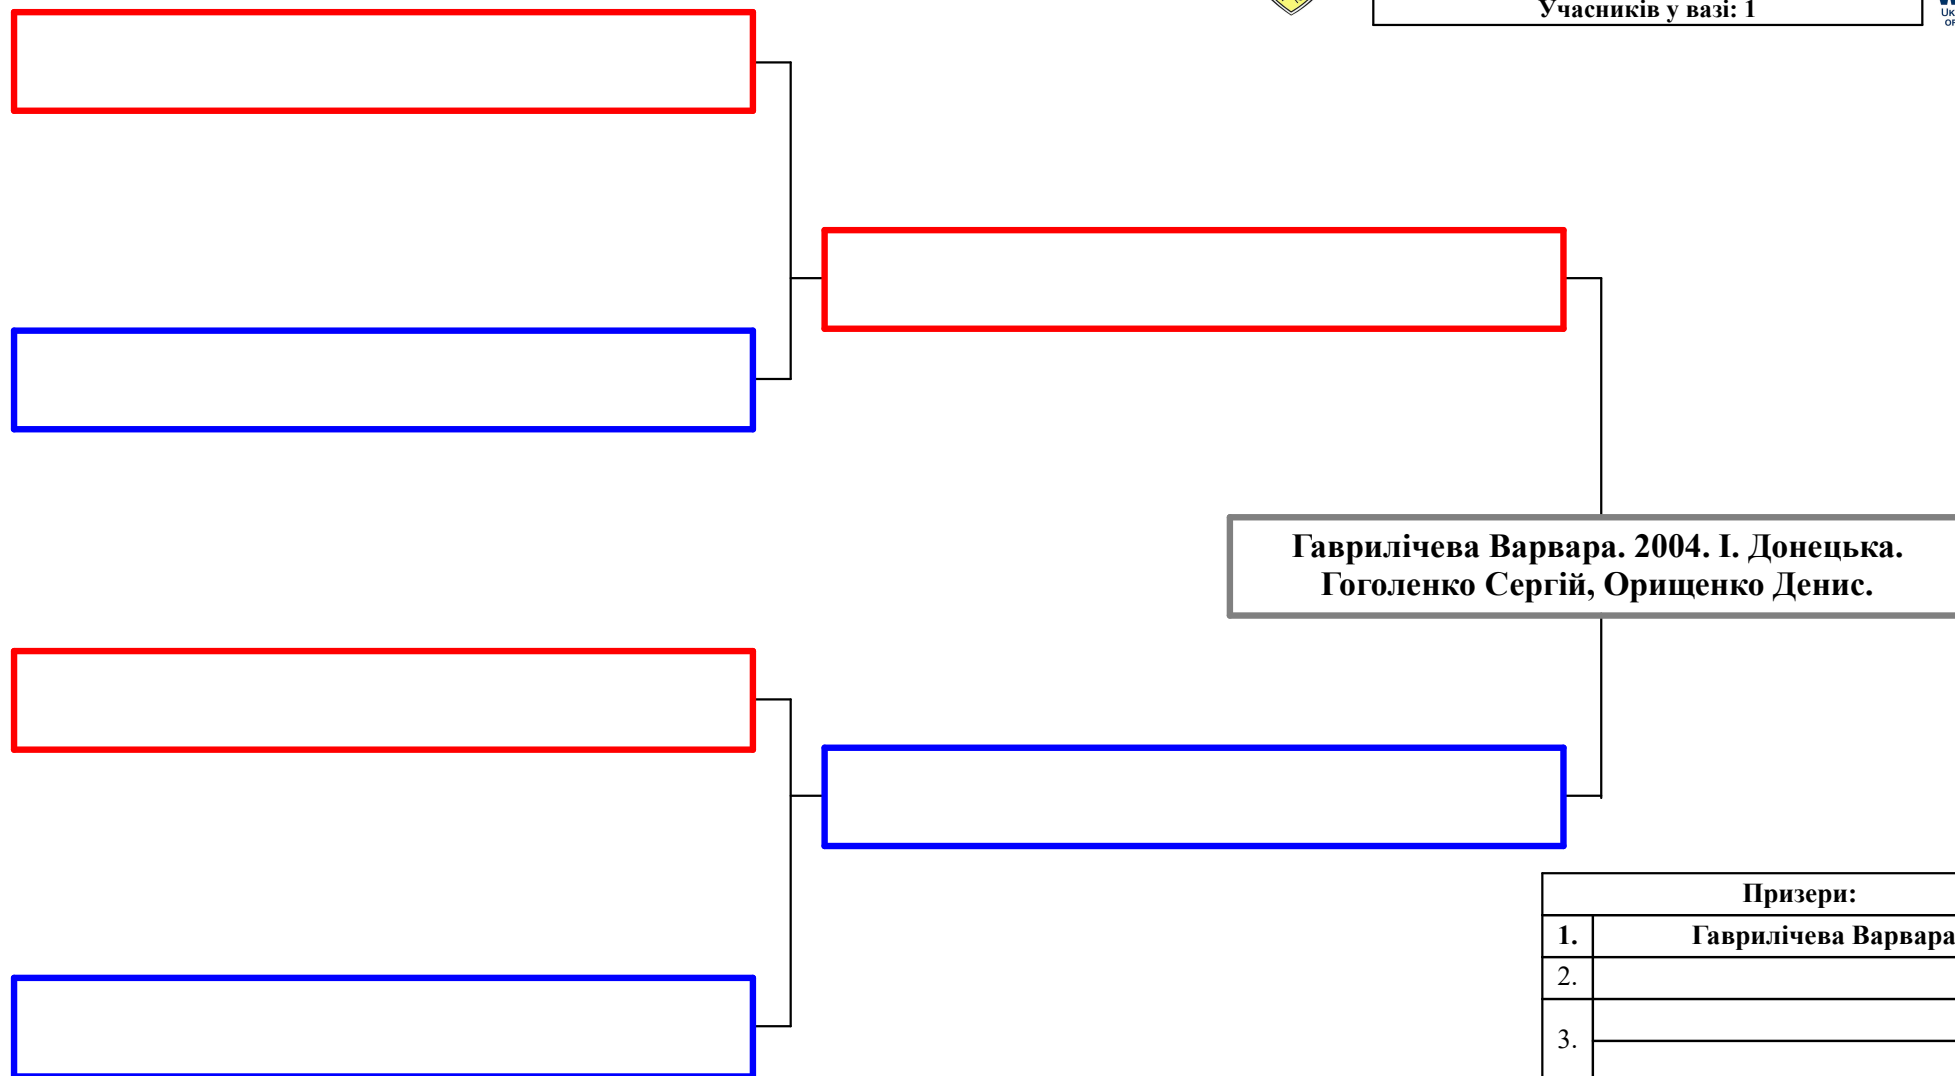 Учасників у вазі: 1
Гаврилічева Варвара. 2004. І. Донецька.
Гоголенко Сергій, Орищенко Денис.
Призери:
1. Гаврилічева Варвара
2.
3.